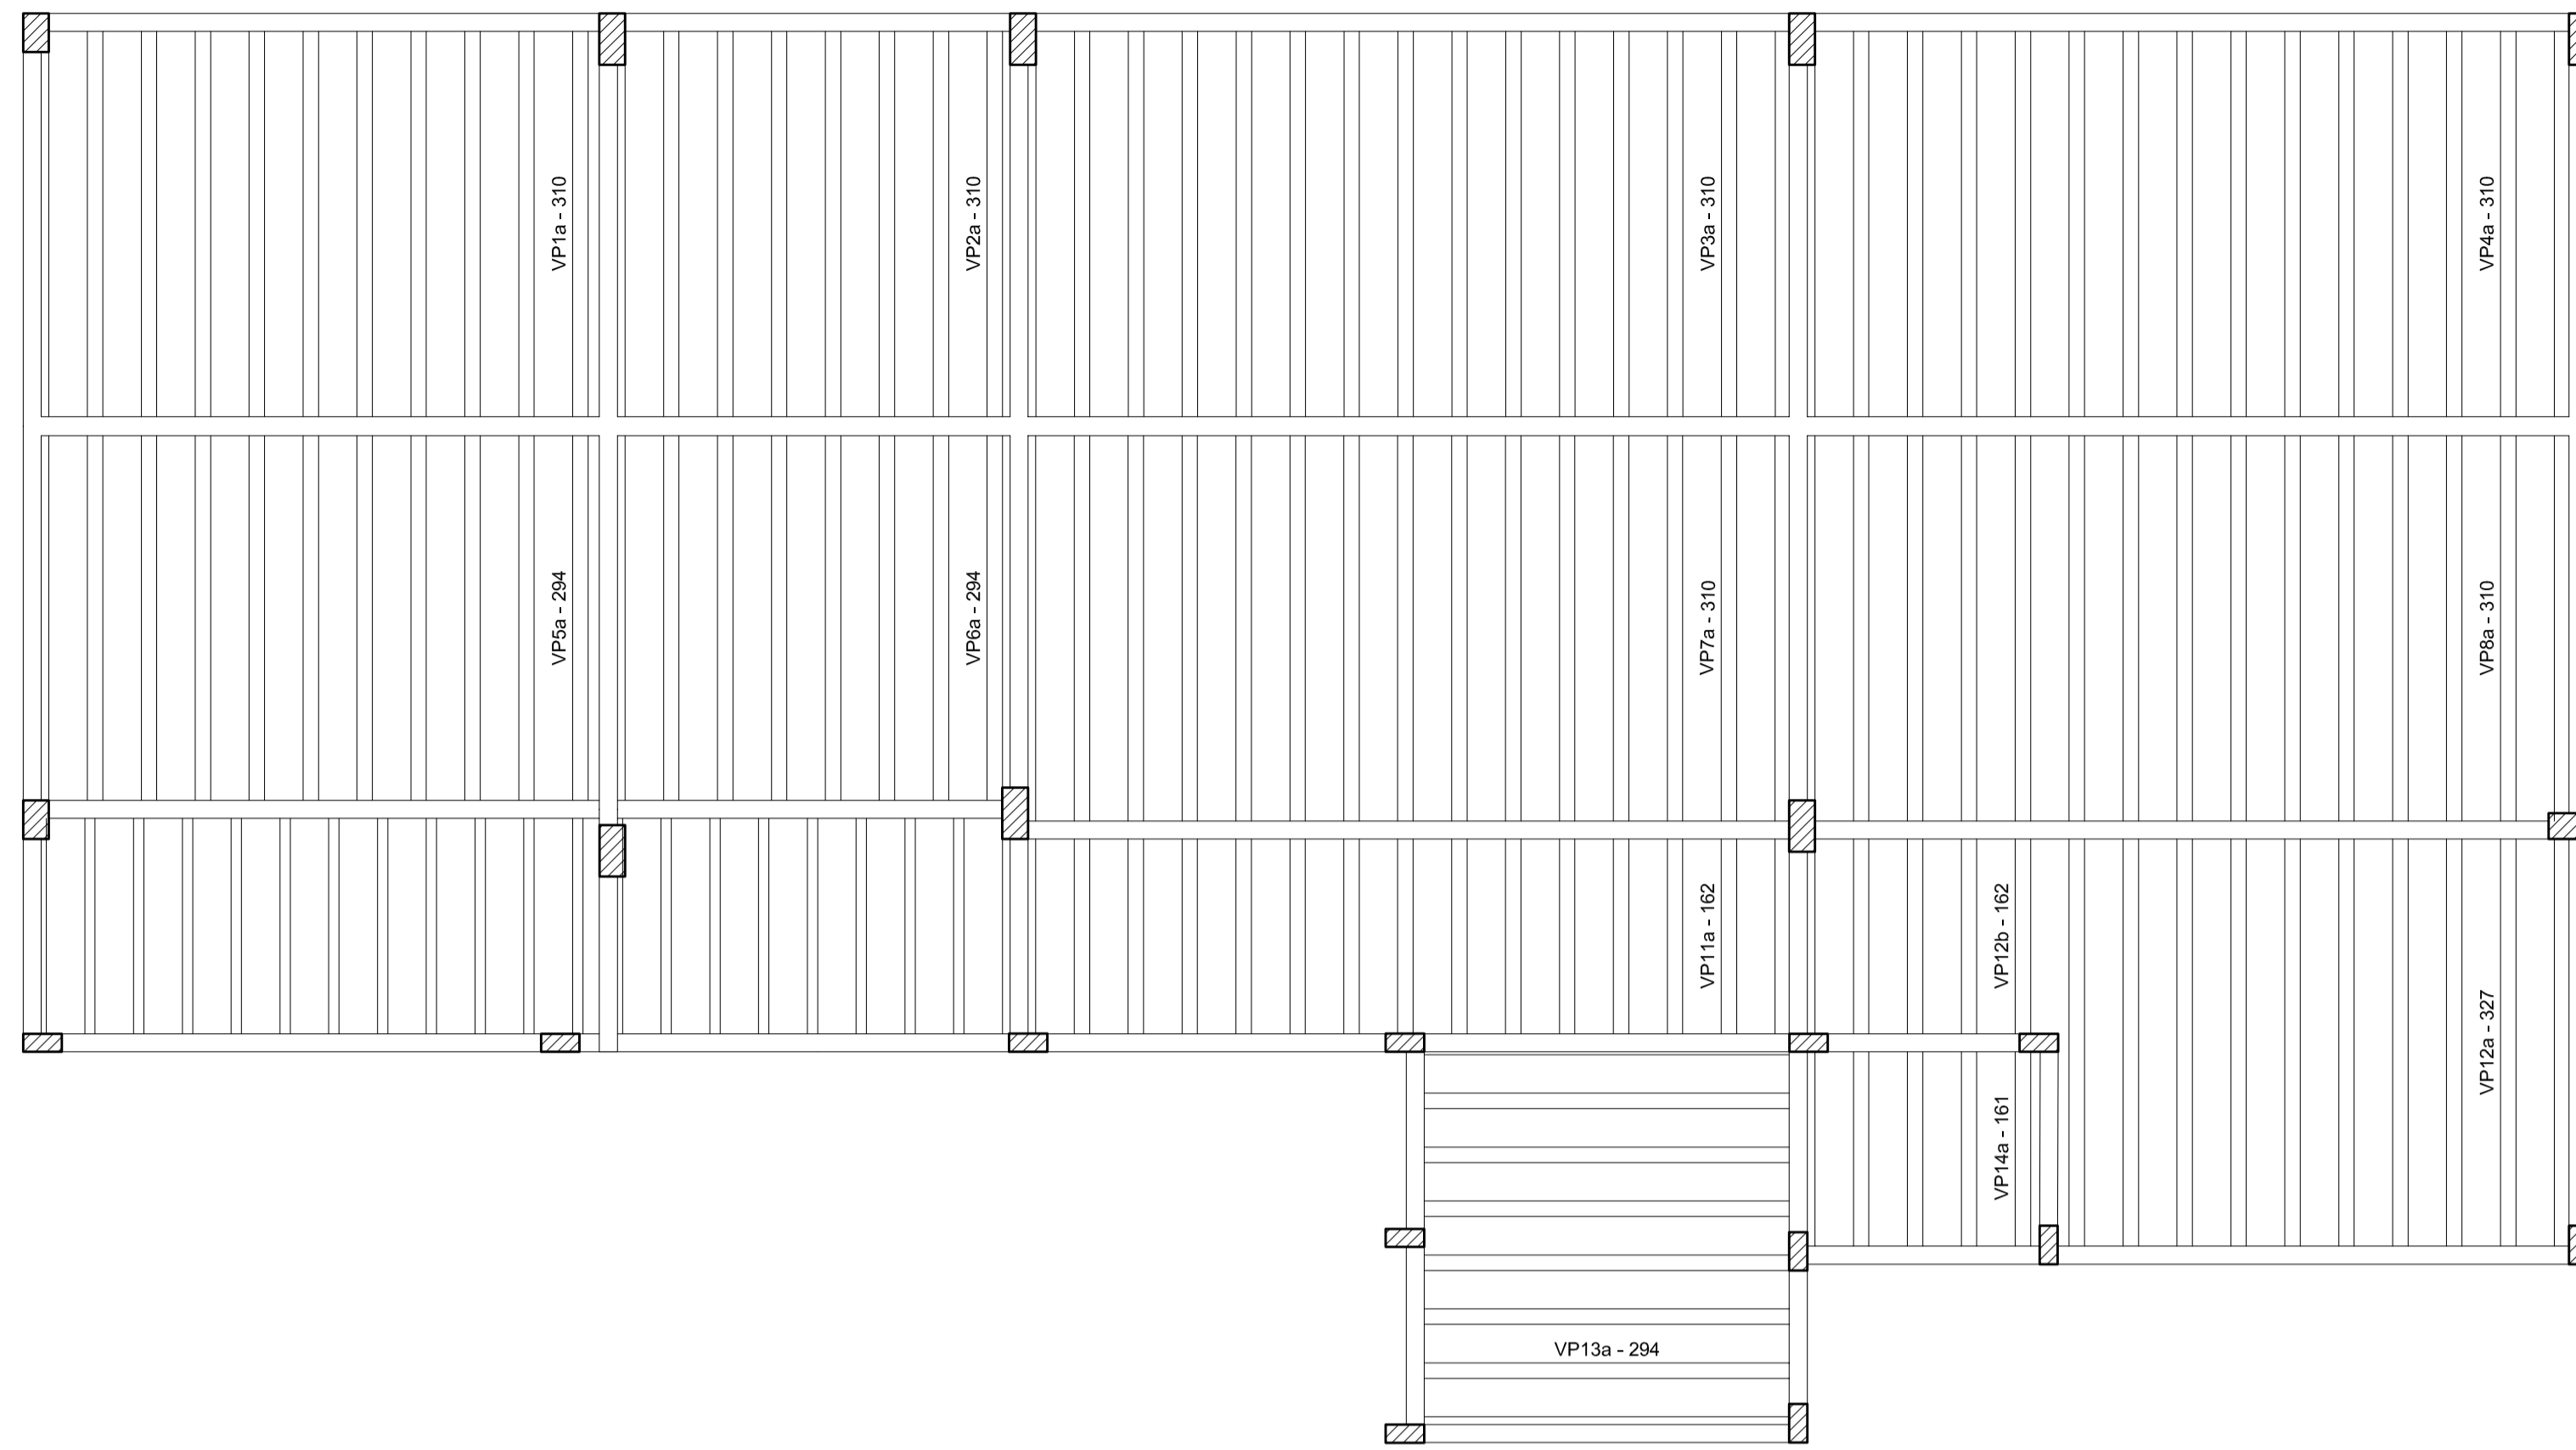 VP1a - 310
VP2a - 310
VP3a - 310
VP4a - 310
VP5a - 294
VP6a - 294
VP7a - 310
VP8a - 310
VP11a - 162
VP12b - 162
VP12a - 327
VP14a - 161
VP13a - 294